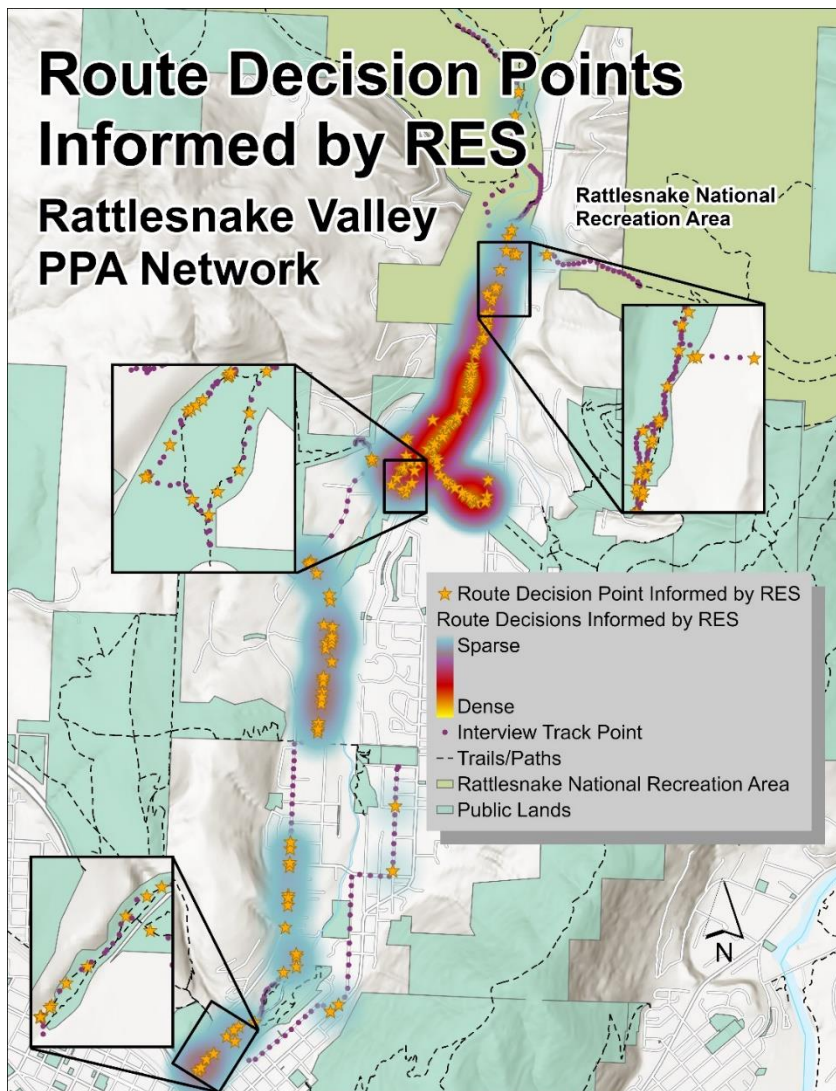 Route Decision Points
Informed by RES
Rattlesnake Valley
PPA Network
Rattlesnake National
Recreation Area
Route Decision Point Informed by RES
Route Decisions Informed by RES
Sparse
Dense
Interview Track Point
Trails/Paths
Rattlesnake National Recreation Area
Public Lands
N